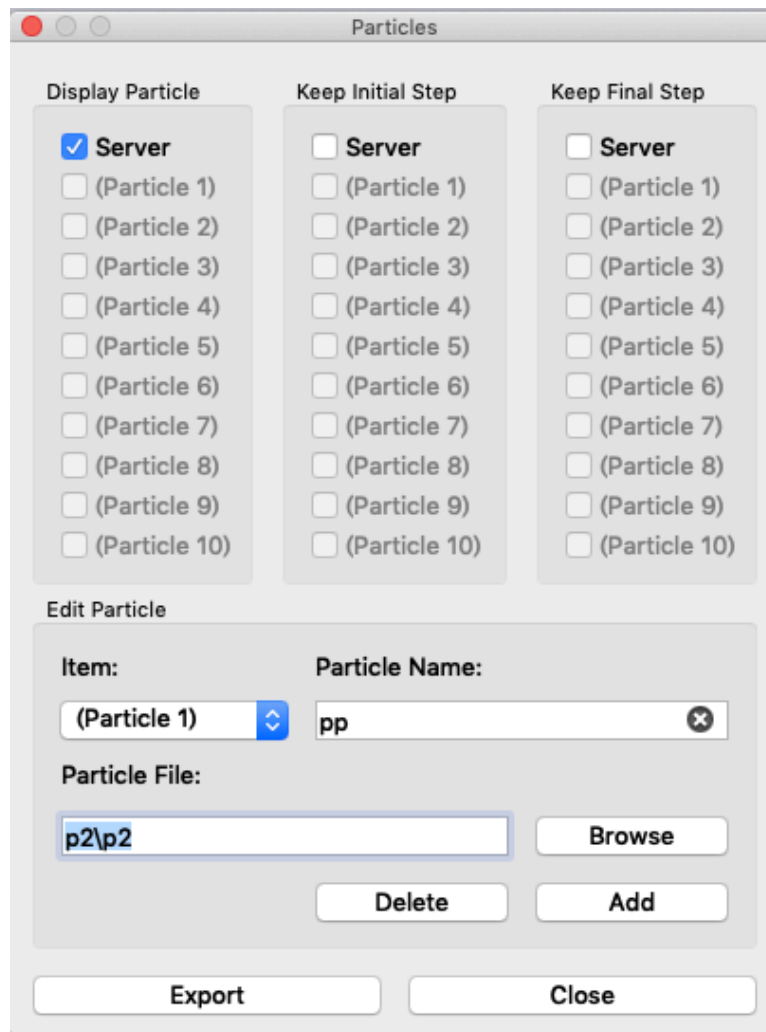 Particles
Display Particle Keep Initial Step Keep Final Step
Server Server Server
(Particle 1) (Particle 1) (Particle 1)
(Particle 2) (Particle 2) (Particle 2)
(Particle 3) (Particle 3) (Particle 3)
(Particle 4) (Particle 4) (Particle 4)
(Particle 5) (Particle 5) (Particle 5)
(Particle 6) (Particle 6) (Particle 6)
(Particle 7) (Particle 7) (Particle 7)
(Particle 8) (Particle 8) (Particle 8)
(Particle 9) (Particle 9) (Particle 9)
(Particle 10) (Particle 10) (Particle 10)
Edit Particle
Item: Particle Name:
(Particle 1) pp
Particle File:
p2\p2 Browse
Delete Add
Export Close